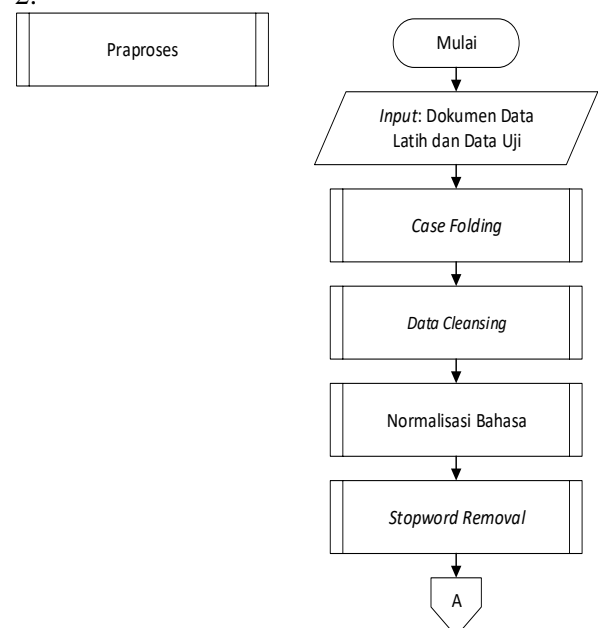 2.
Praproses
Mulai
Input: Dokumen Data
Latih dan Data Uji
Case Folding
Data Cleansing
Normalisasi Bahasa
Stopword Removal
A